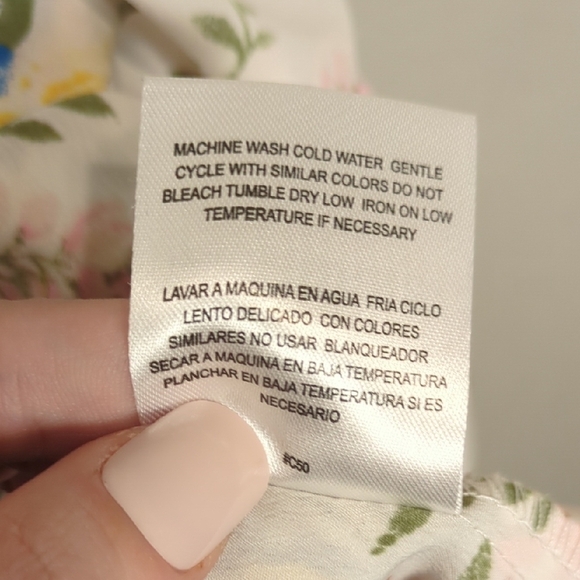 MACHINE WASH COLD WATER GENTLE
CYCLE WITH SIMILAR COLORS DO NOT
BLEACH TUMBLE DRY LOW IRON ON LOW
TEMPERATURE IF NECESSARY
LAVAR A MAQUINA EN AGUA FRIA CICLO
LENTO DELICADO CON COLORES
SIMILARES NO USAR BLANQUEADOR
SECAR A MAQUINA EN BAJA TEMPERATURA
PLANCHAR EN BAJA TEMPERATURA SI ES
NECESARIO
#C50